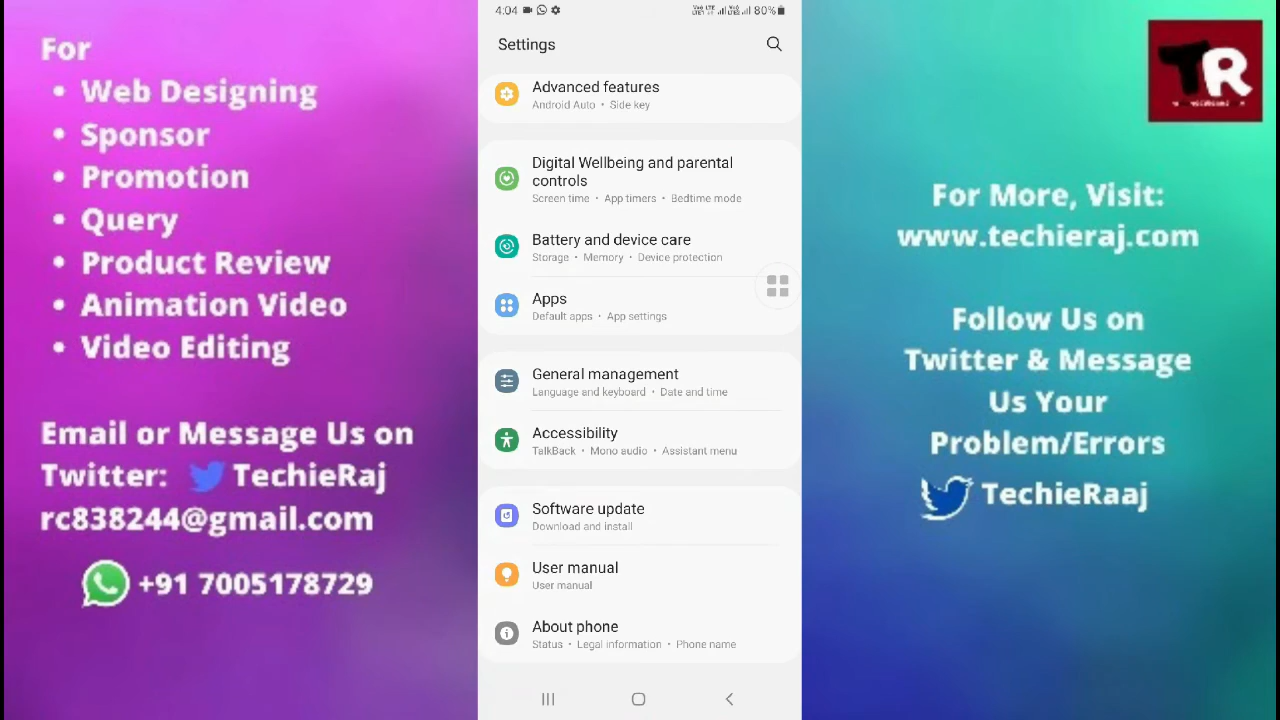 For
• Web Designing
• Sponsor
• Promotion
• Query
• Product Review
• Animation Video
• Video Editing
Email or Message Us on
Twitter: TechieRaj
rc838244@gmail.com
+91 7005178729
4:04
80%
Settings
Advanced features
Android Auto • Side key
Digital Wellbeing and parental
controls
Screen time • App timers • Bedtime mode
Battery and device care
Storage • Memory • Device protection
Apps
Default apps • App settings
General management
Language and keyboard • Date and time
Accessibility
TalkBack • Mono audio • Assistant menu
Software update
Download and install
User manual
User manual
About phone
Status • Legal information • Phone name
TR
For More, Visit:
www.techieraj.com
Follow Us on
Twitter & Message
Us Your
Problem/Errors
TechieRaaj